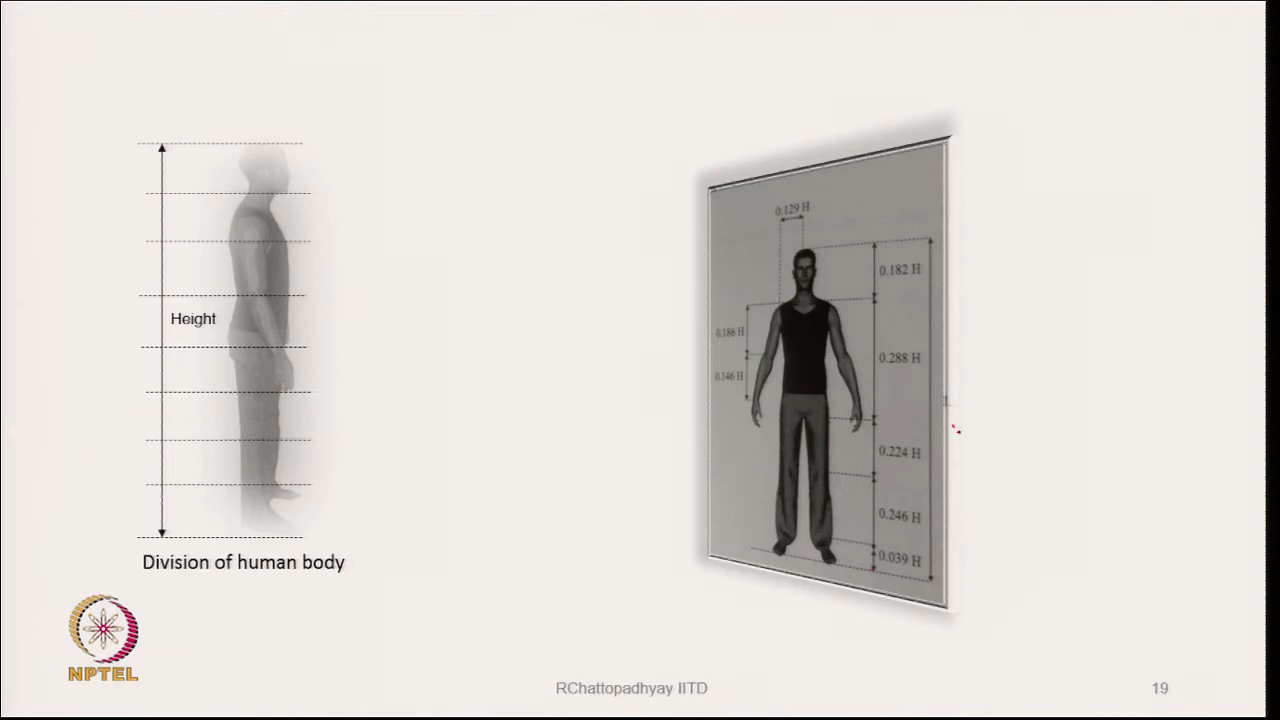 Height
Division of human body
0.129 H
0.182 H
0.186 H
0.288 H
0.146 H
0.224 H
0.246 H
0.039 H
NPTEL
RChattopadhyay IITD
19